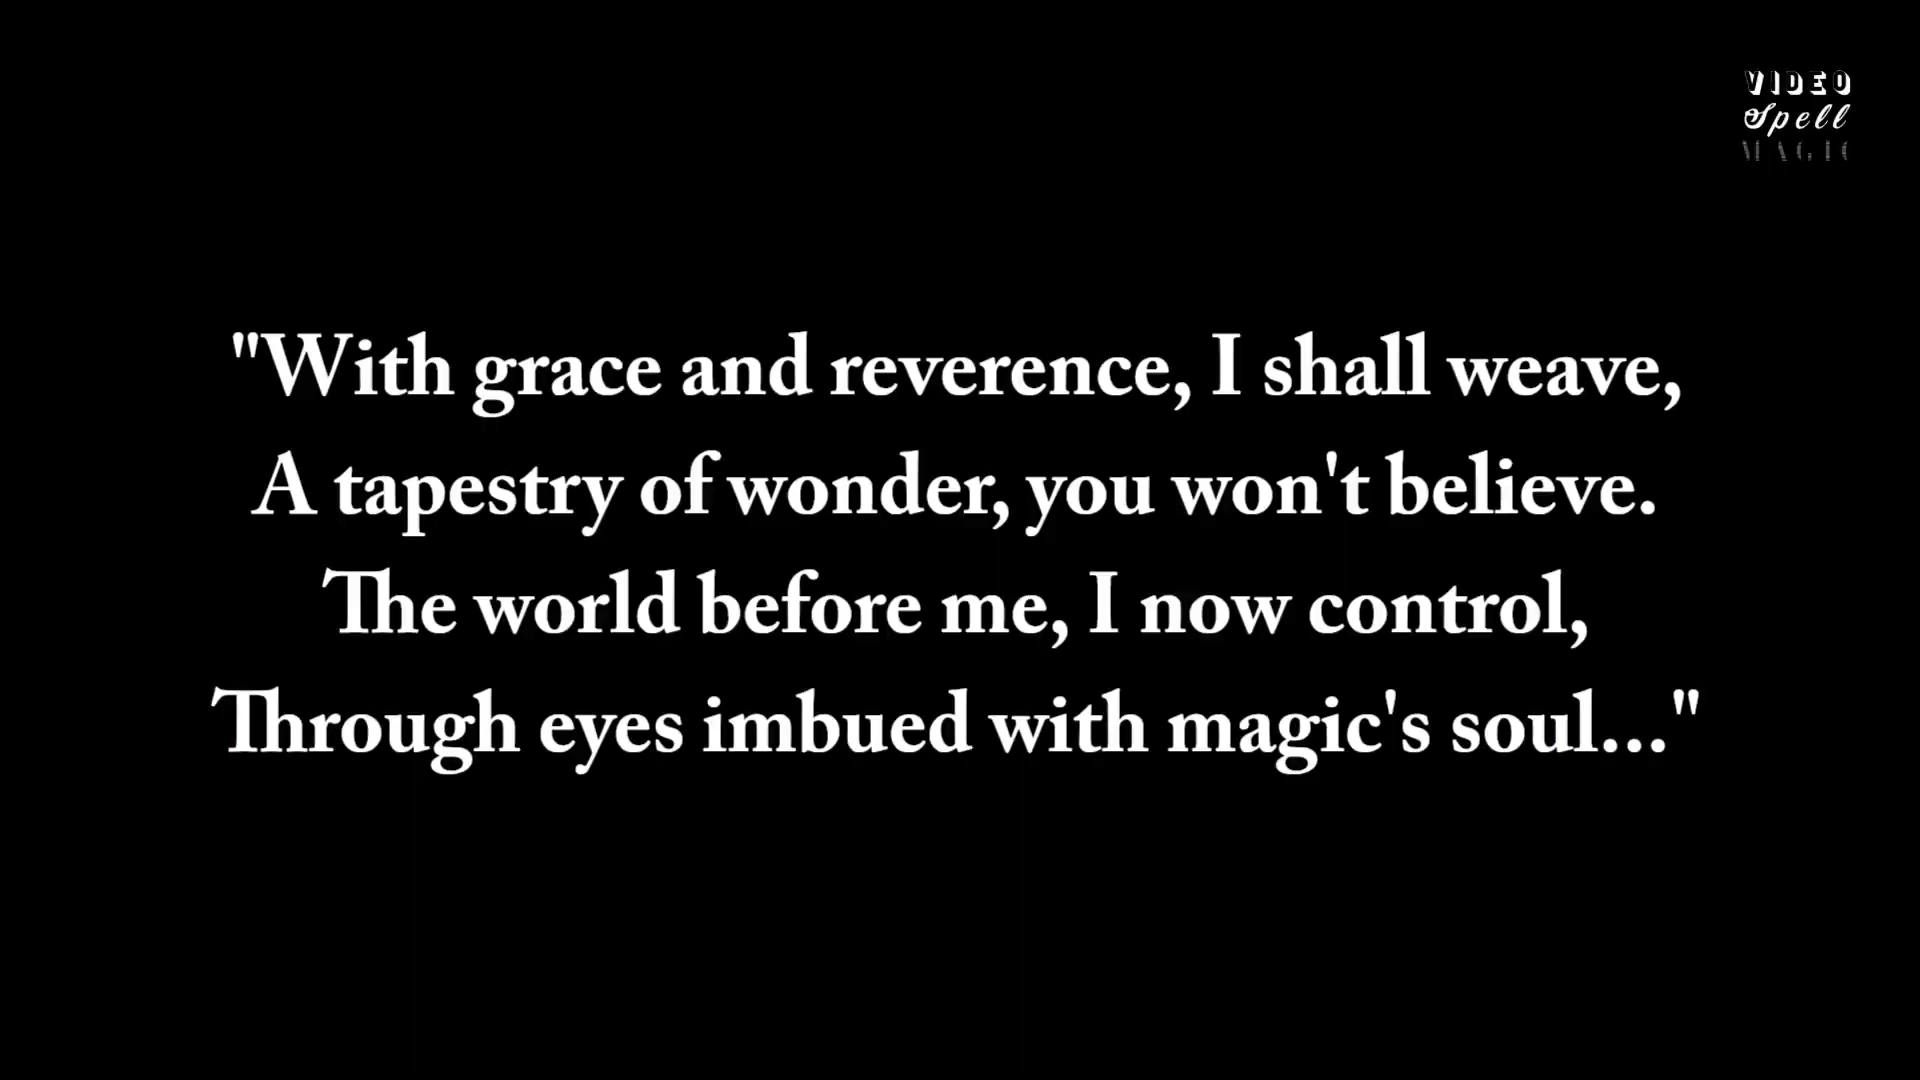 VIDEO
Spell
MAGIC
"With grace and reverence, I shall weave,
A tapestry of wonder, you won't believe.
The world before me, I now control,
Through eyes imbued with magic's soul..."